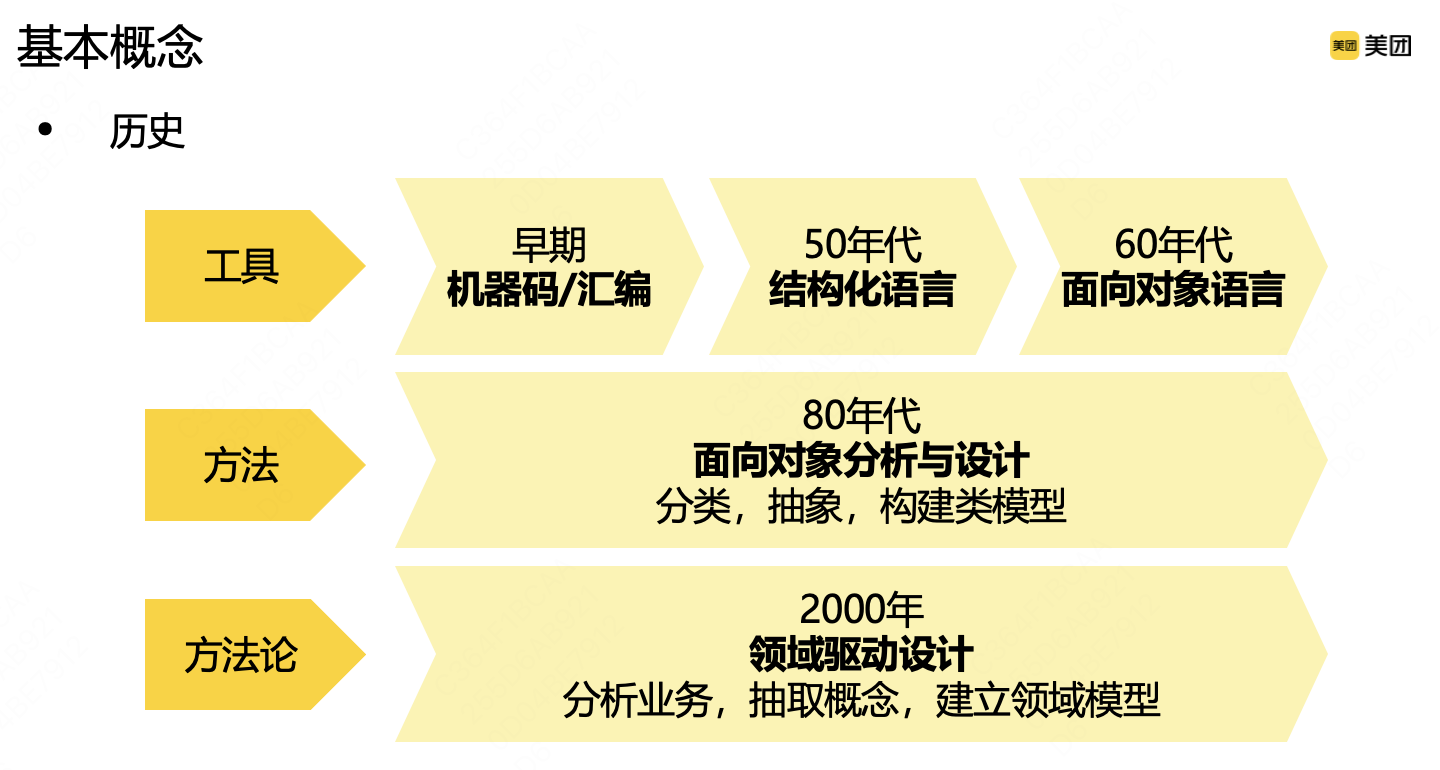 基本概念
美团 美团
• 历史
工具
早期
机器码/汇编
50年代
结构化语言
60年代
面向对象语言
方法
80年代
面向对象分析与设计
分类，抽象，构建类模型
方法论
2000年
领域驱动设计
分析业务，抽取概念，建立领域模型